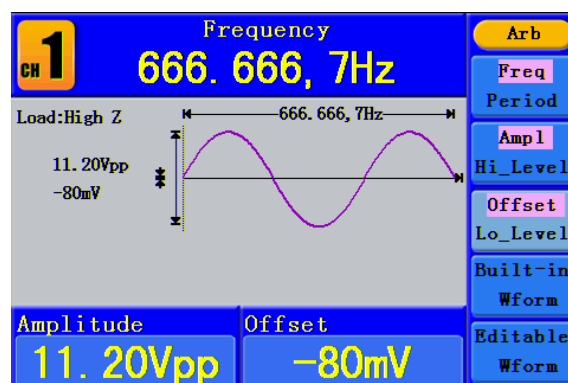 CH 1
Frequency
666.666,7Hz
Load:High Z
666.666,7Hz
11.20Vpp
-80mV
Amplitude
11.20Vpp
Offset
-80mV
Arb
Freq
Period
Ampl
Hi_Level
Offset
Lo_Level
Built-in
Wform
Editable
Wform